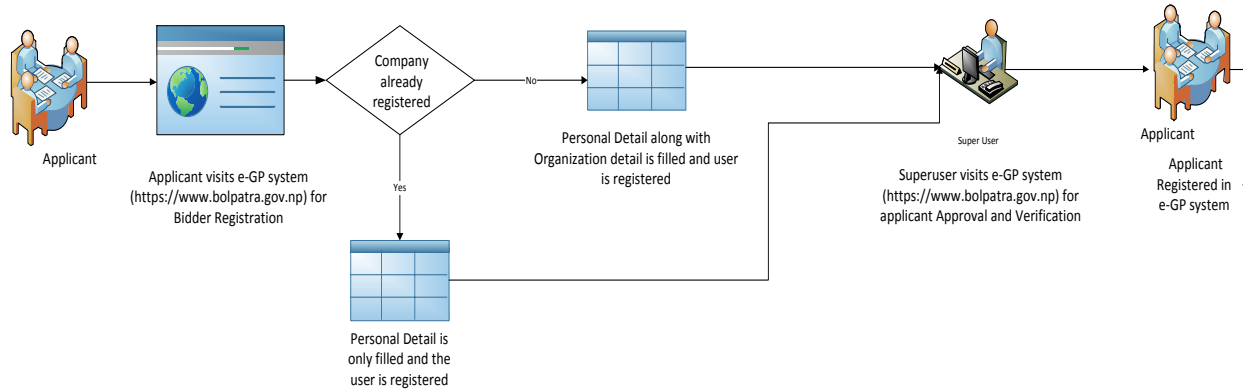 Applicant
Applicant visits e-GP system
(https://www.bolpatra.gov.np) for
Bidder Registration
Company
already
registered
No
Yes
Personal Detail along with
Organization detail is filled and user
is registered
Personal Detail is
only filled and the
user is registered
Super User
Superuser visits e-GP system
(https://www.bolpatra.gov.np) for
applicant Approval and Verification
Applicant
Applicant
Registered in
e-GP system